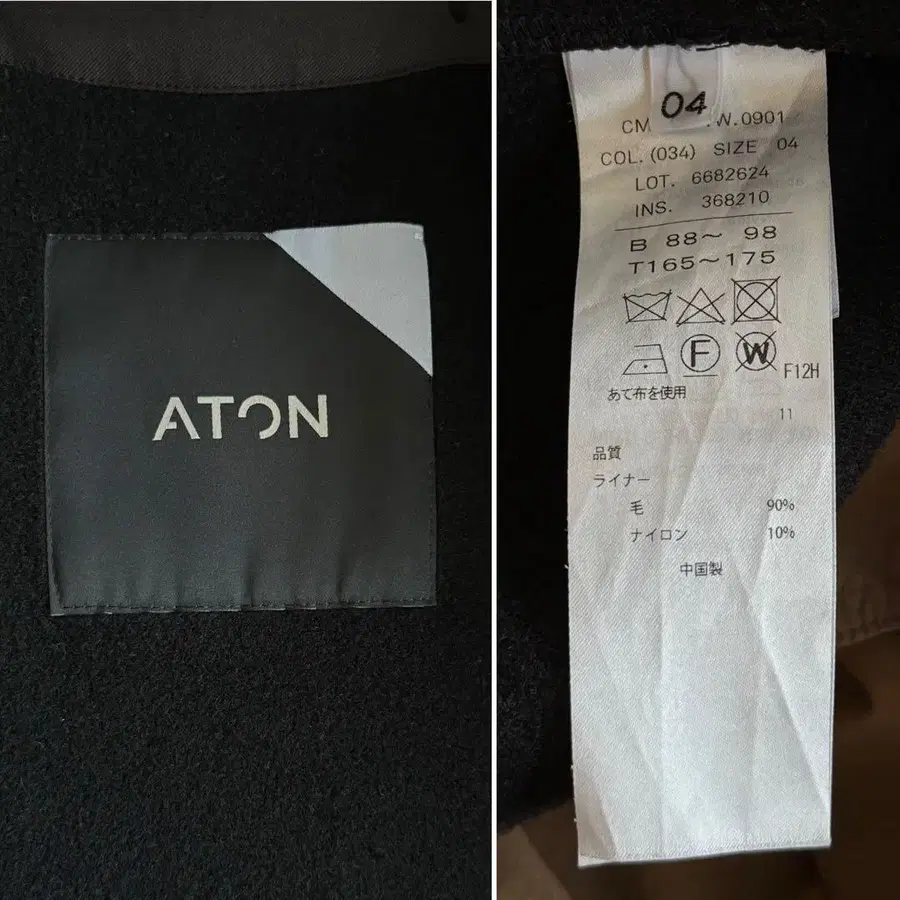 ATON
04
CM .W.0901
COL.(034) SIZE 04
LOT. 6682624
INS. 368210
B 88～ 98
T165～175
F W F12H
あて布を使用
11
品質
ライナー
毛 90%
ナイロン 10%
中国製